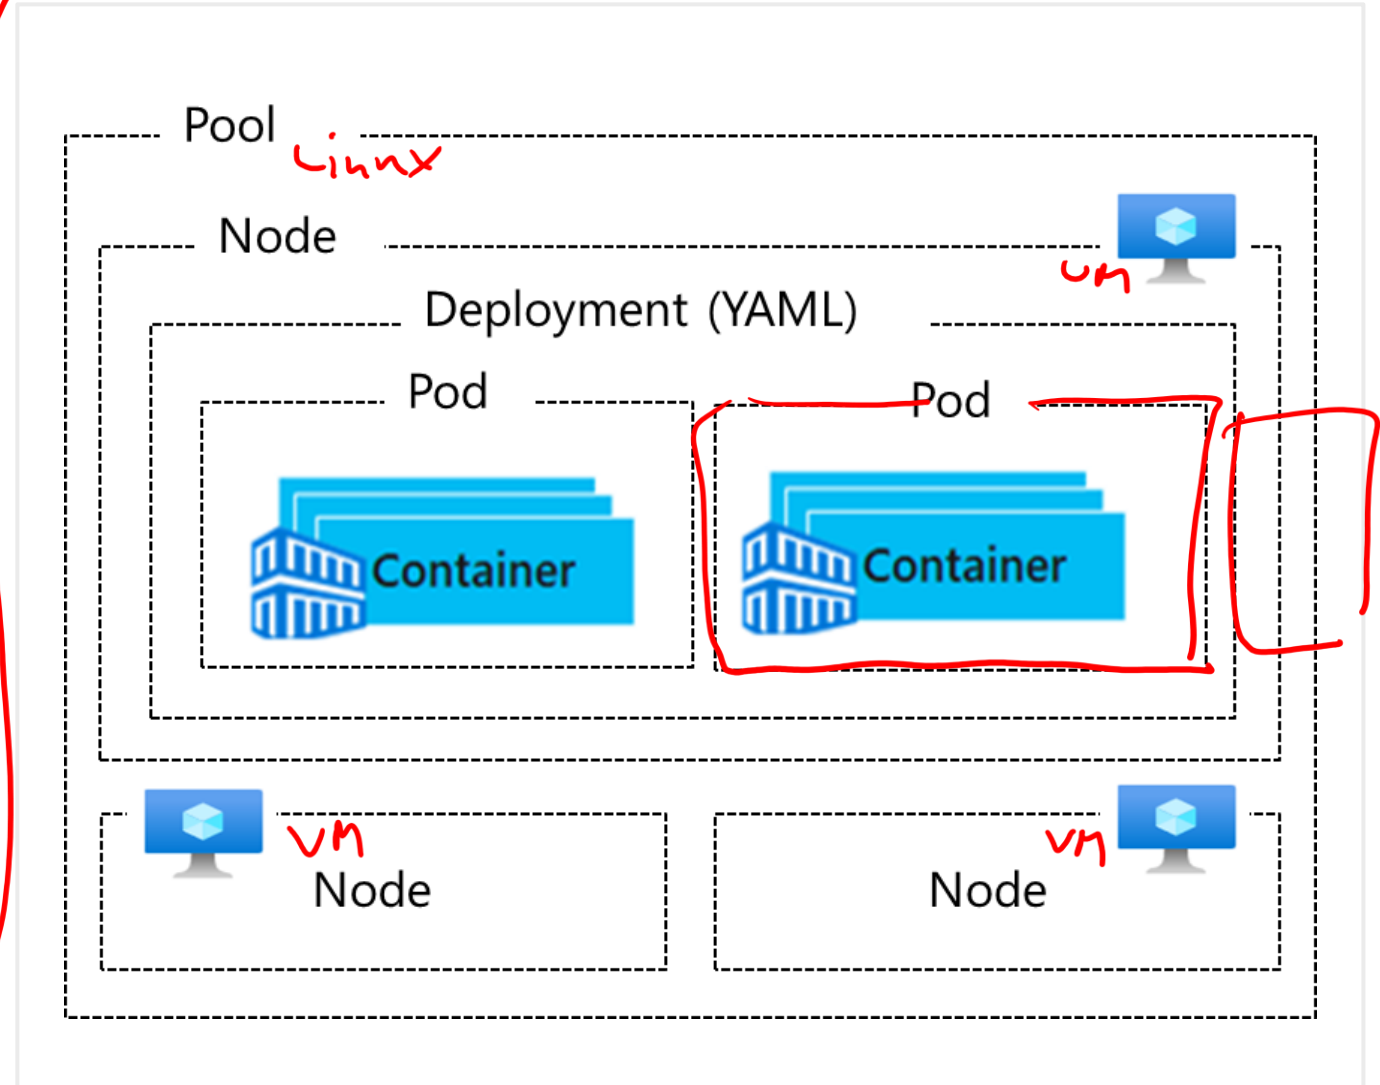 Pool
Linux
Node
VM
Deployment (YAML)
Pod
Pod
Container
Container
VM
Node
VM
Node